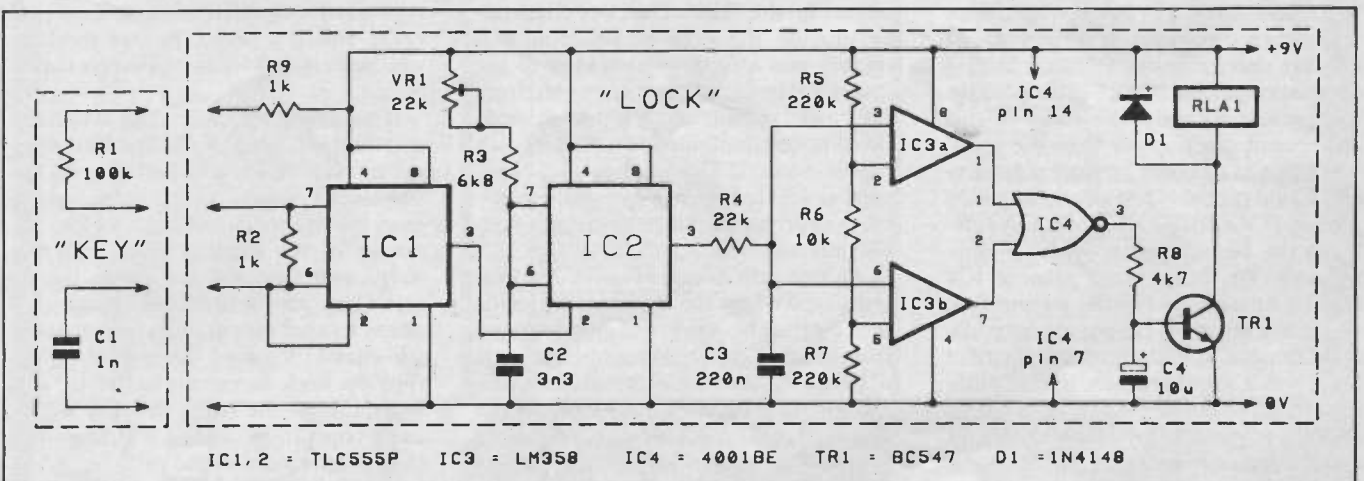 "KEY"
R1
100k
C1
1n
R9
1k
VR1
22k
R3
6k8
R2
1k
7
6
4
8
3
1
2
IC1
7
6
4
8
3
1
2
IC2
"LOCK"
R4
22k
C2
3n3
C3
220n
R5
220k
R6
10k
R7
220k
3
2
8
1
IC3a
6
5
7
4
IC3b
1
2
3
IC4
IC4
pin 14
IC4
pin 7
D1
+
RLA1
R8
4k7
TR1
+
C4
10u
+9V
0V
IC1,2 = TLC555P IC3 = LM358 IC4 = 4001BE TR1 = BC547 D1 =1N4148